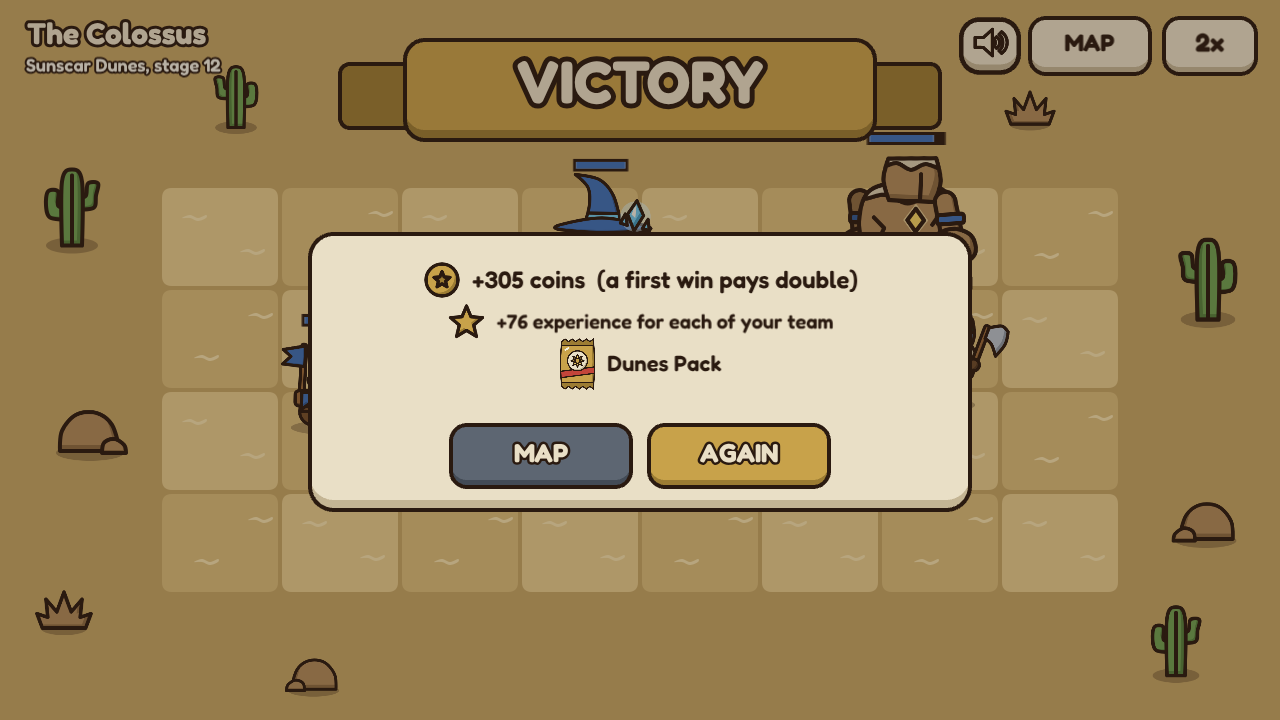 The Colossus
Sunscar Dunes, stage 12
VICTORY
MAP
2x
+305 coins (a first win pays double)
+76 experience for each of your team
Dunes Pack
MAP
AGAIN